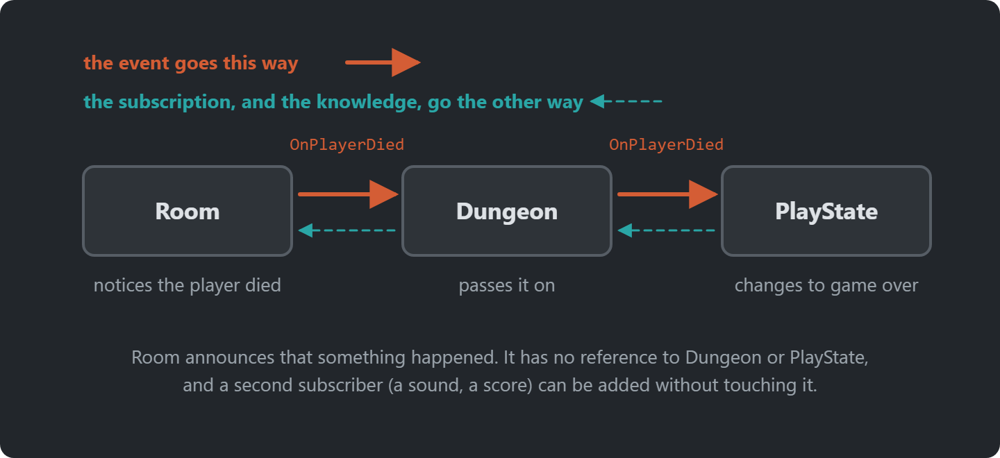 the event goes this way
the subscription, and the knowledge, go the other way
OnPlayerDied
OnPlayerDied
Room
Dungeon
PlayState
notices the player died
passes it on
changes to game over
Room announces that something happened. It has no reference to Dungeon or PlayState,
and a second subscriber (a sound, a score) can be added without touching it.